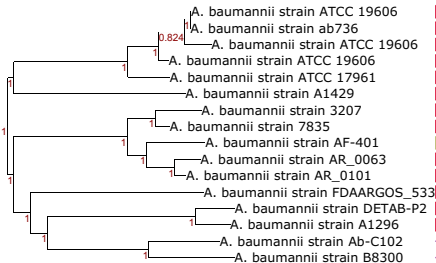 A. baumannii strain ATCC 19606
A. baumannii strain ab736
0.824
A. baumannii strain ATCC 19606
1
A. baumannii strain ATCC 19606
1
A. baumannii strain ATCC 17961
1
A. baumannii strain A1429
1
A. baumannii strain 3207
1
A. baumannii strain 7835
1
A. baumannii strain AF-401
1
A. baumannii strain AR_0063
1
A. baumannii strain AR_0101
1
1
A. baumannii strain FDAARGOS_533
1
A. baumannii strain DETAB-P2
1
A. baumannii strain A1296
1
A. baumannii strain Ab-C102
1
A. baumannii strain B8300